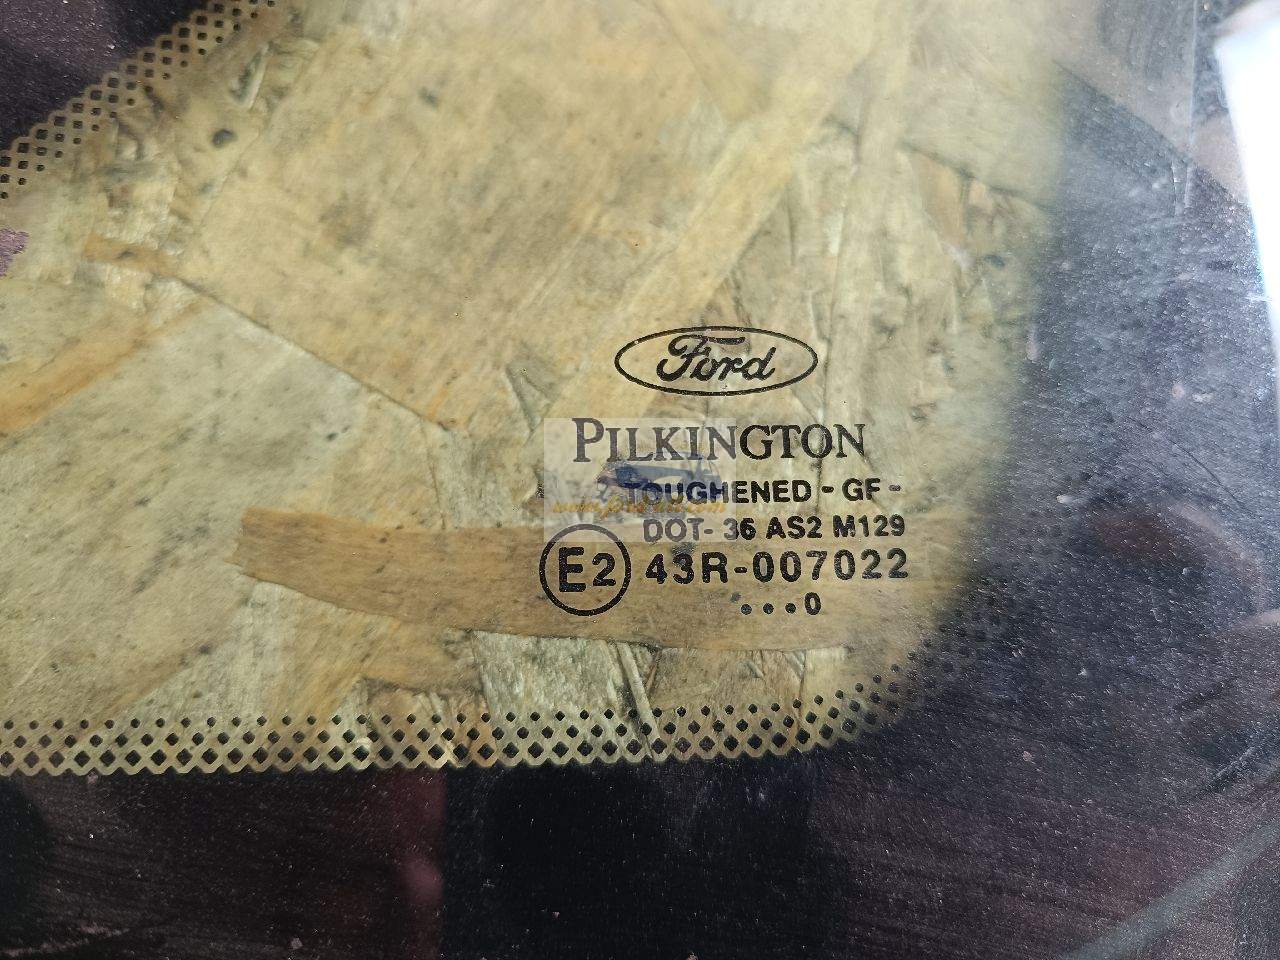 Ford
PILKINGTON
TOUGHENED - GF -
DOT- 36 AS2 M129
E2 43R-007022
...0